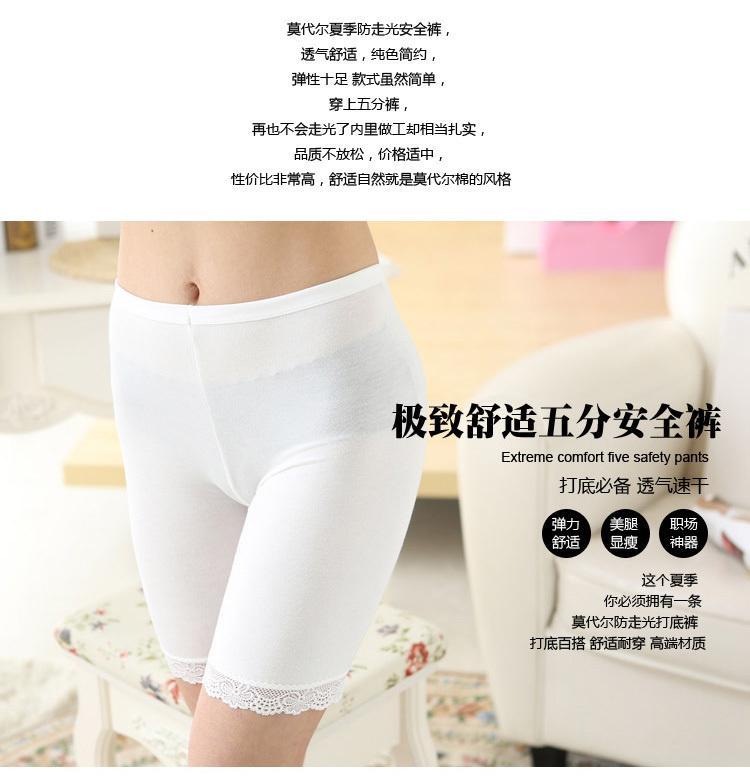 莫代尔夏季防走光安全裤，
透气舒适，纯色简约，
弹性十足 款式虽然简单，
穿上五分裤，
再也不会走光了内里做工却相当扎实，
品质不放松，价格适中，
性价比非常高，舒适自然就是莫代尔棉的风格
极致舒适五分安全裤
Extreme comfort five safety pants
打底必备 透气速干
弹力
舒适
美腿
显瘦
职场
神器
这个夏季
你必须拥有一条
莫代尔防走光打底裤
打底百搭 舒适耐穿 高端材质